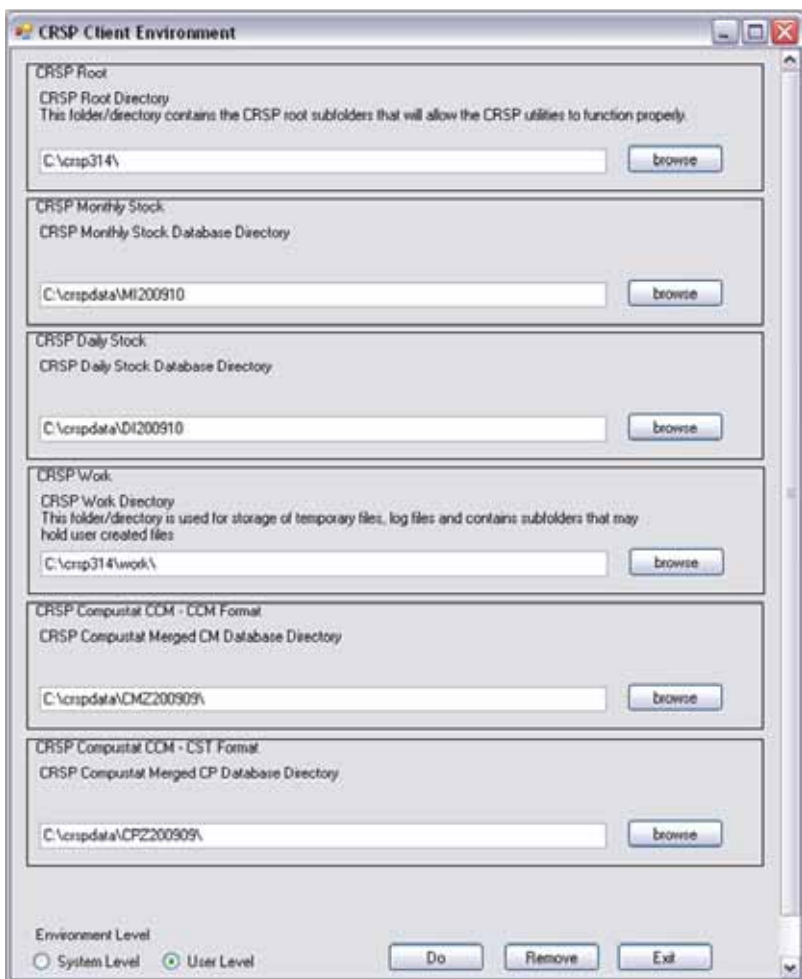 CRSP Client Environment
CRSP Root
CRSP Root Directory
This folder/directory contains the CRSP root subfolders that will allow the CRSP utilities to function properly.
C:\crsp314\
browse
CRSP Monthly Stock
CRSP Monthly Stock Database Directory
C:\crspdata\MI200910
browse
CRSP Daily Stock
CRSP Daily Stock Database Directory
C:\crspdata\DI200910
browse
CRSP Work
CRSP Work Directory
This folder/directory is used for storage of temporary files, log files and contains subfolders that may
hold user created files
C:\crsp314\work\
browse
CRSP Compustat CCM - CCM Format
CRSP Compustat Merged CM Database Directory
C:\crspdata\CMZ200909\
browse
CRSP Compustat CCM - CST Format
CRSP Compustat Merged CP Database Directory
C:\crspdata\CPZ200909\
browse
Environment Level
System Level User Level Do Remove Exit